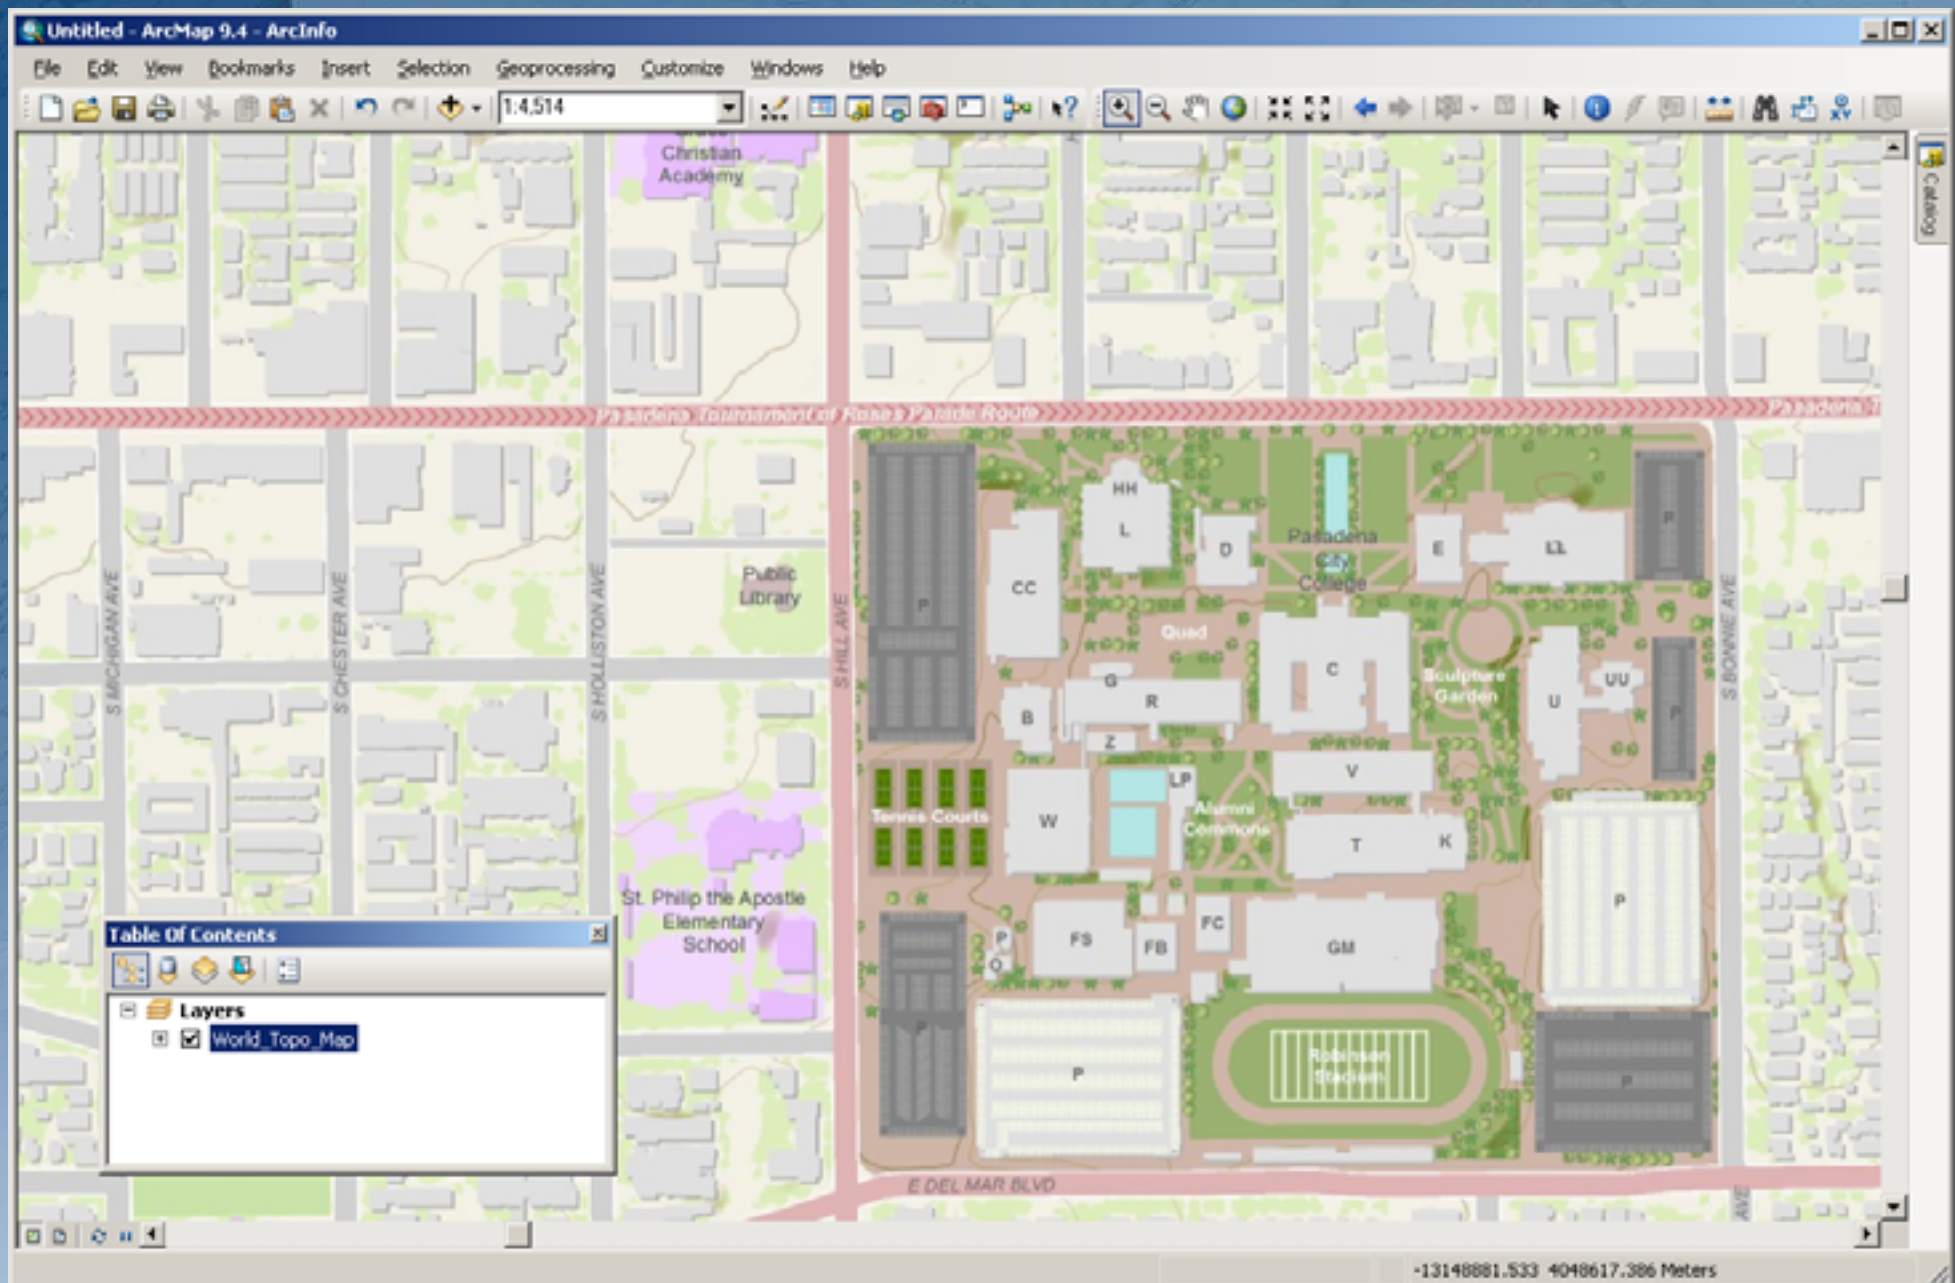 Untitled - ArcMap 9.4 - ArcInfo
File Edit View Bookmarks Insert Selection Geoprocessing Customize Windows Help
1:4,514
Catalog
Christian
Academy
Pasadena Tournament of Roses Parade Route
Pasadena T
HH
L
D
Pasadena
City
College
E
LL
P
CC
P
Public
Library
Quad
S MICHIGAN AVE
S CHESTER AVE
S HOLLISTON AVE
S HILL AVE
S BONNIE AVE
G
R
C
Sculpture
Garden
U
UU
P
B
Z
V
LP
Tennis Courts
W
Alumni
Commons
T
K
P
St. Philip the Apostle
Elementary
School
P
Q
FS
FB
FC
GM
P
P
Robinson
Stadium
P
E DEL MAR BLVD
AVE
Table Of Contents
Layers
World_Topo_Map
-13148881.533 4048617.386 Meters